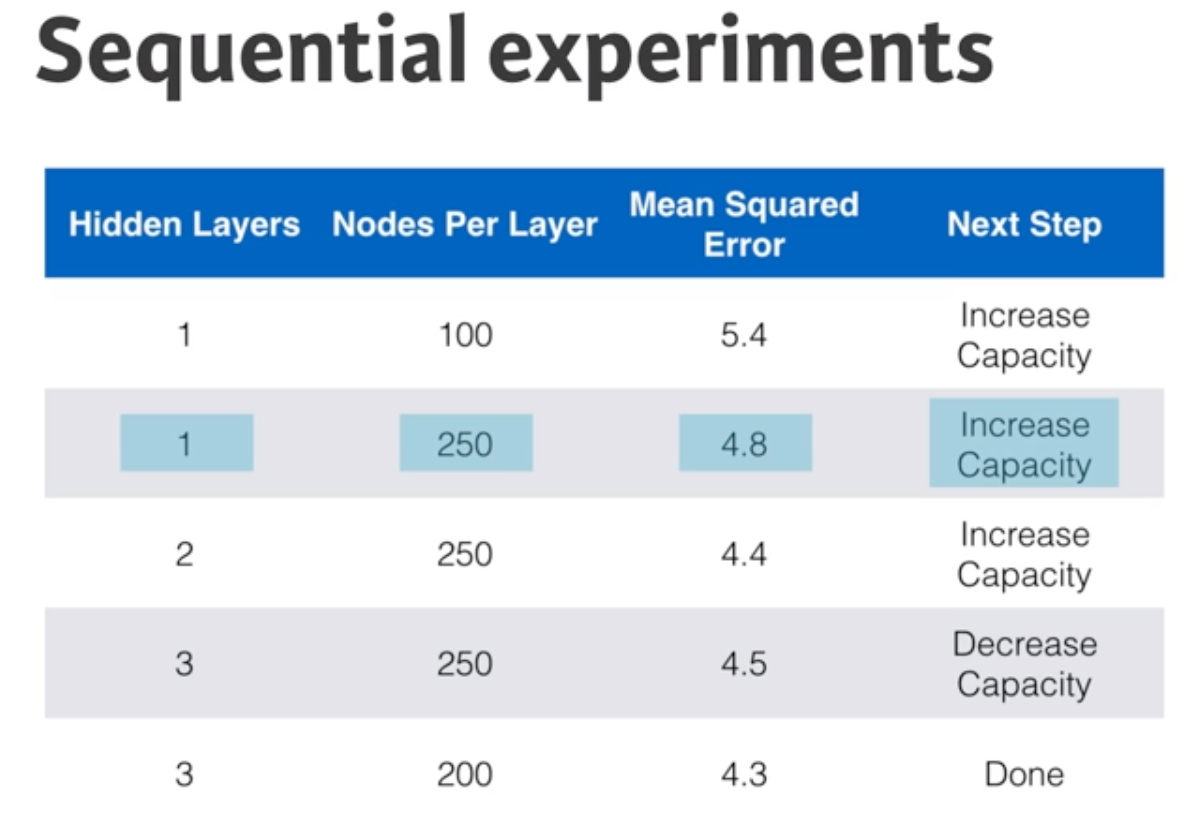 Sequential experiments
Hidden Layers Nodes Per Layer Mean Squared Error Next Step
1 100 5.4 Increase Capacity
1 250 4.8 Increase Capacity
2 250 4.4 Increase Capacity
3 250 4.5 Decrease Capacity
3 200 4.3 Done